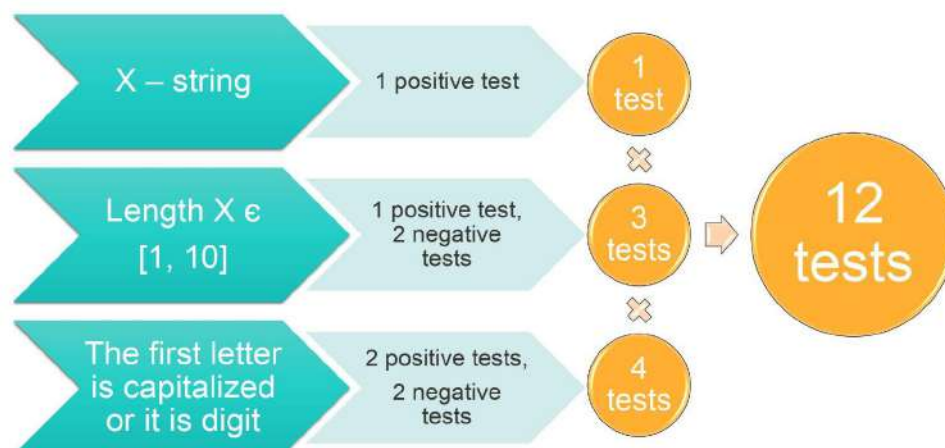 X – string
1 positive test
1
test
Length X є
[1, 10]
1 positive test,
2 negative
tests
3
tests
12
tests
The first letter
is capitalized
or it is digit
2 positive tests,
2 negative
tests
4
tests